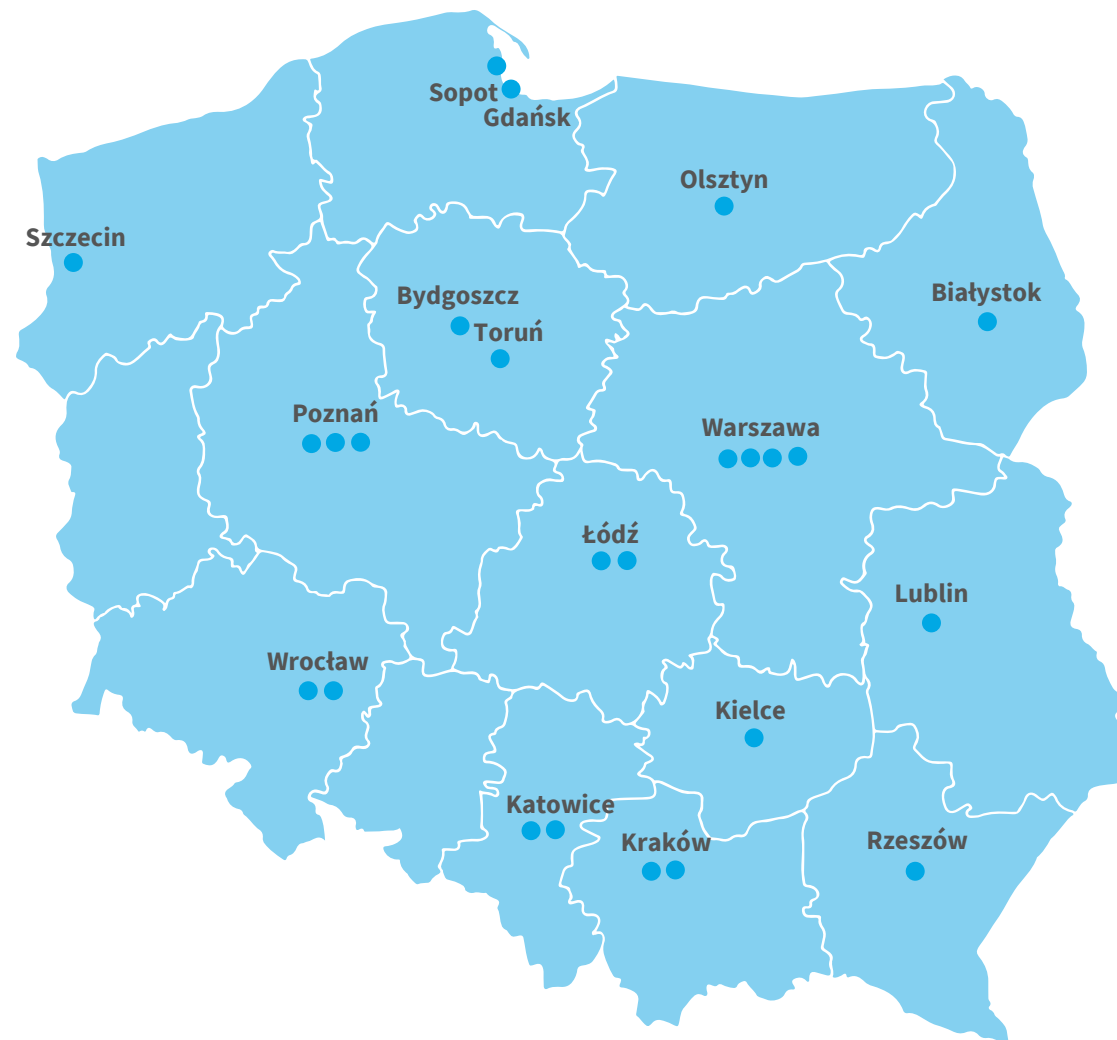 Sopot
Gdańsk
Olsztyn
Szczecin
Białystok
Bydgoszcz
Toruń
Poznań
Warszawa
Łódź
Lublin
Wrocław
Kielce
Katowice
Kraków
Rzeszów